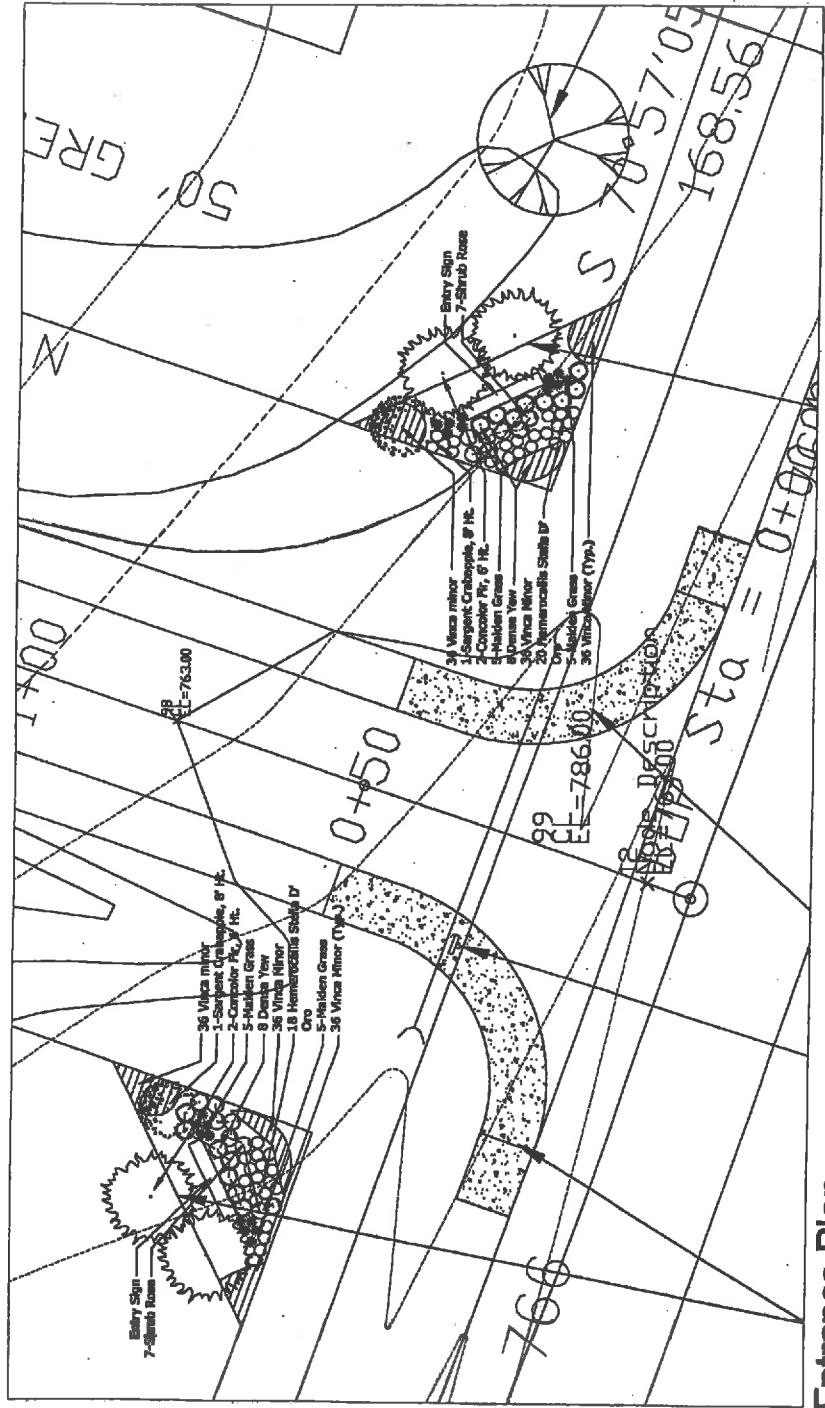 50' GRE
N
1+00
98
EL=763.00
0+50
Entry Sign
7-Shrub Rose
36 Vinca minor
1-Sargent Crabapple, 8' Ht.
2-Concolor Fir, 6' Ht.
5-Maiden Grass
8 Dense Yew
36 Vinca Minor
18 Hemerocallis Stella D'
Oro
5-Maiden Grass
36 Vinca Minor (Typ.)
Entry Sign
7-Shrub Rose
36 Vinca minor
1-Sargent Crabapple, 8' Ht.
2-Concolor Fir, 6' Ht.
5-Maiden Grass
8 Dense Yew
36 Vinca Minor
20 Hemerocallis Stella D'
Oro
5-Maiden Grass
36 Vinca Minor (Typ.)
S 70°57'05
168.56
99
CL
EL=786.00
Node Description
Sta = 0+00
766
Entrance Plan